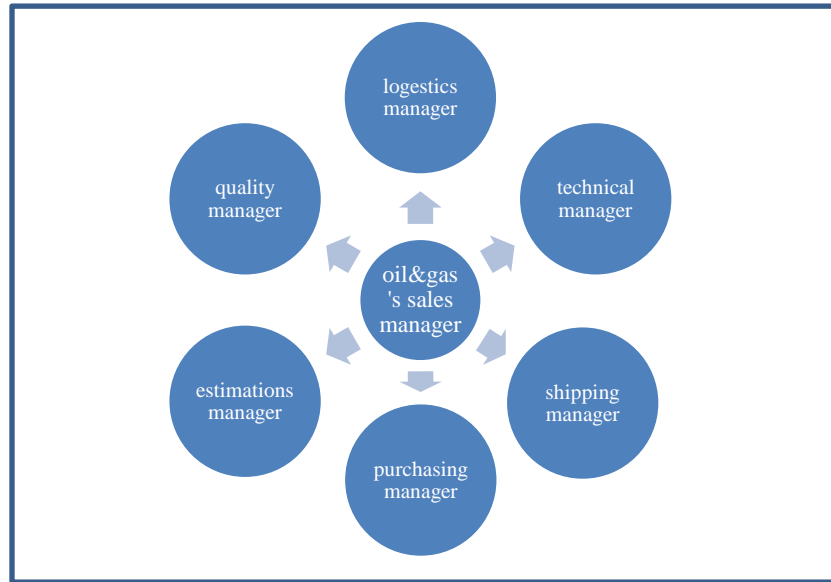 logestics
manager
quality
manager
technical
manager
oil&gas
's sales
manager
estimations
manager
shipping
manager
purchasing
manager